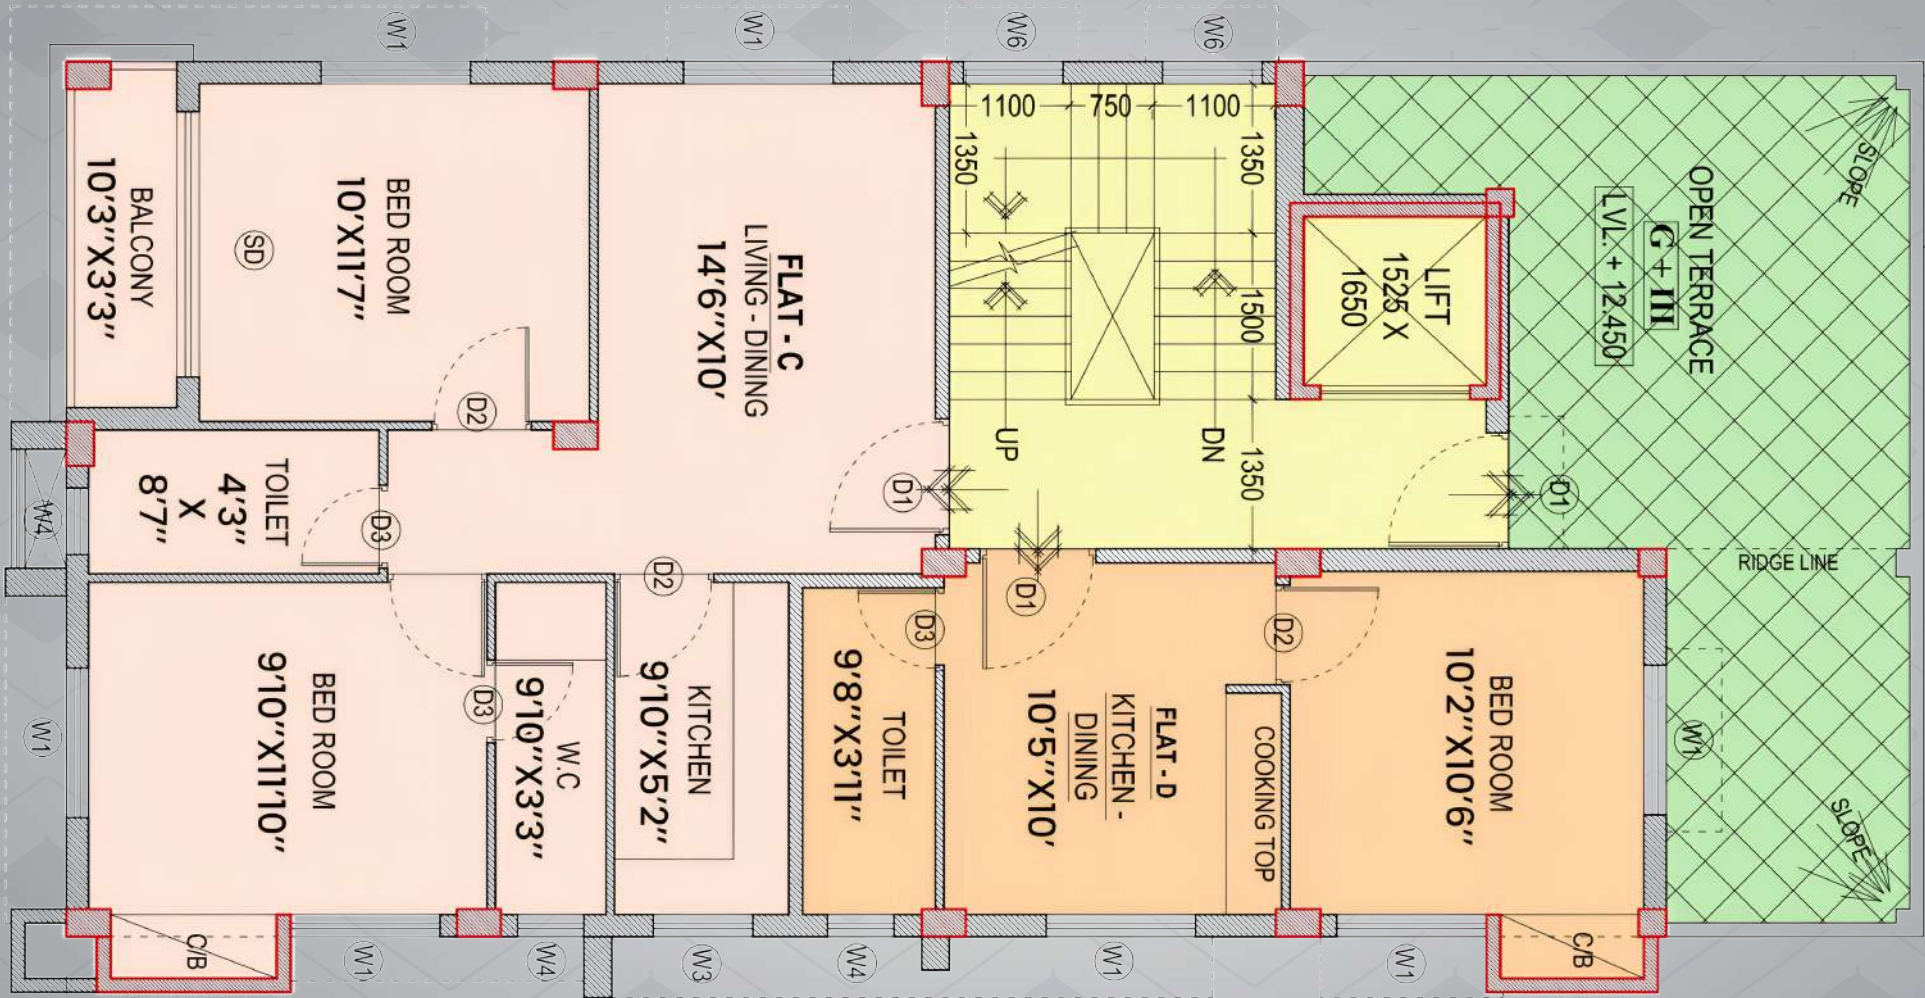 W1
W1
W6
W6
1100
750
1100
1350
1350
1500
1350
UP
DN
BALCONY
10'3"X3'3"
SD
BED ROOM
10'X11'7"
D2
FLAT - C
LIVING - DINING
14'6"X10'
D1
LIFT
1525 X
1650
OPEN TERRACE
G + III
LVL. + 12.450
SLOPE
D1
RIDGE LINE
W4
TOILET
4'3"
X
8'7"
D3
D2
D1
D3
D2
BED ROOM
9'10"X11'10"
D3
W.C
9'10"X3'3"
KITCHEN
9'10"X5'2"
TOILET
9'8"X3'11"
FLAT - D
KITCHEN -
DINING
10'5"X10'
COOKING TOP
BED ROOM
10'2"X10'6"
W1
SLOPE
W1
C/B
W1
W4
W3
W4
W1
W1
C/B